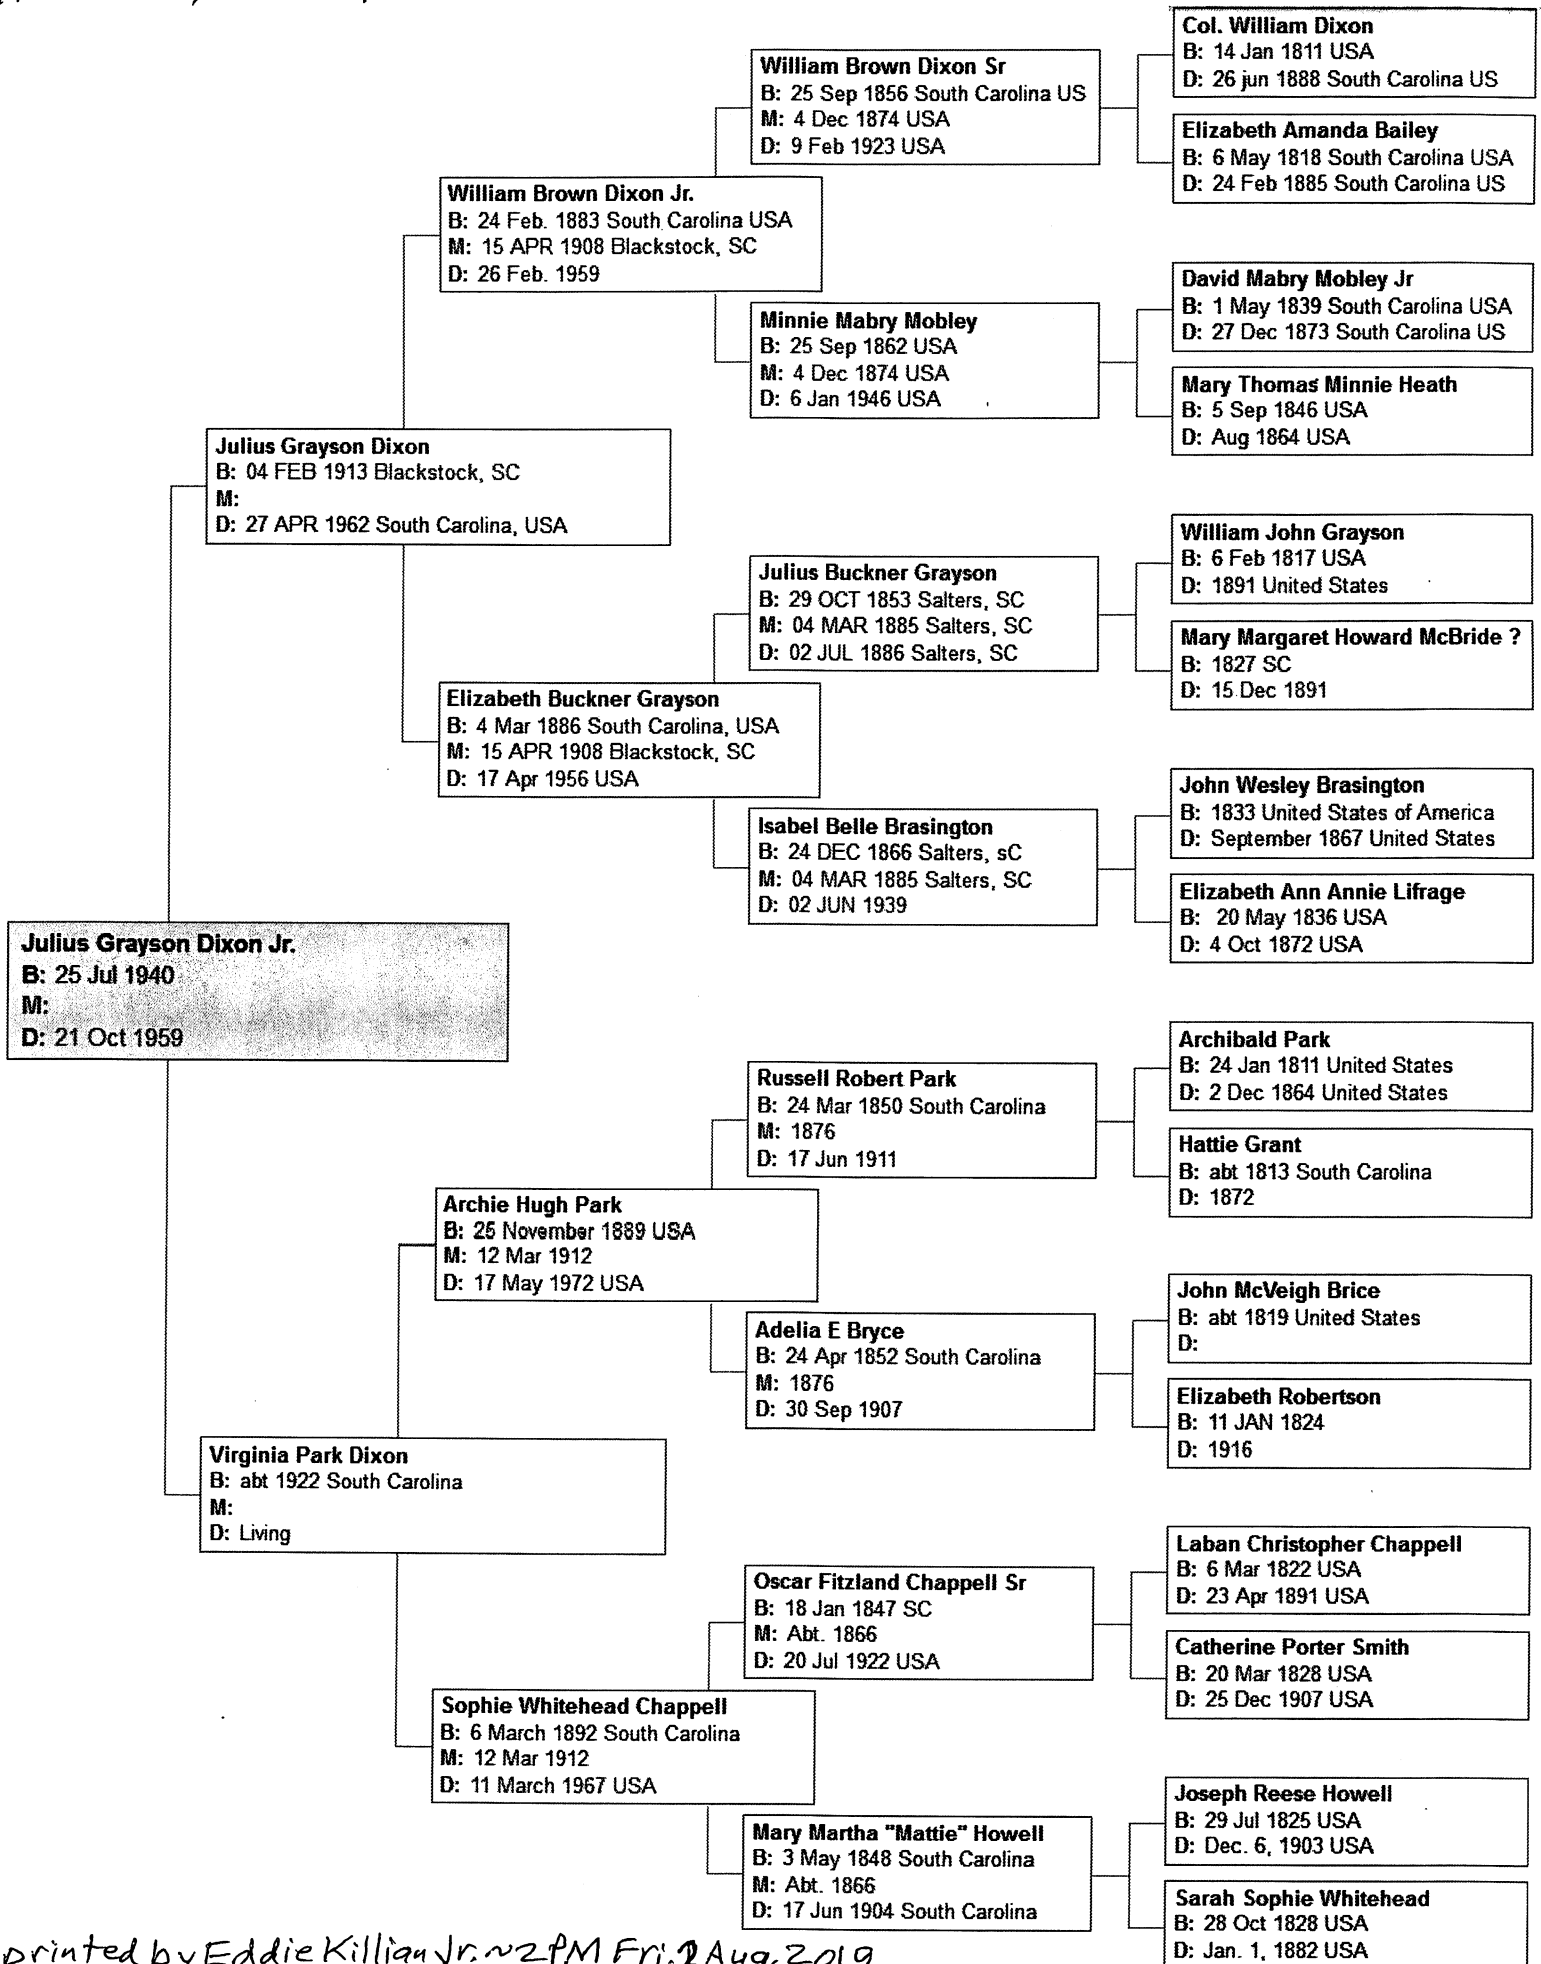 Col. William Dixon
B: 14 Jan 1811 USA
D: 26 jun 1888 South Carolina US
William Brown Dixon Sr
B: 25 Sep 1856 South Carolina US
M: 4 Dec 1874 USA
D: 9 Feb 1923 USA
Elizabeth Amanda Bailey
B: 6 May 1818 South Carolina USA
D: 24 Feb 1885 South Carolina US
William Brown Dixon Jr.
B: 24 Feb. 1883 South Carolina USA
M: 15 APR 1908 Blackstock, SC
D: 26 Feb. 1959
David Mabry Mobley Jr
B: 1 May 1839 South Carolina USA
D: 27 Dec 1873 South Carolina US
Minnie Mabry Mobley
B: 25 Sep 1862 USA
M: 4 Dec 1874 USA
D: 6 Jan 1946 USA
Mary Thomas Minnie Heath
B: 5 Sep 1846 USA
D: Aug 1864 USA
Julius Grayson Dixon
B: 04 FEB 1913 Blackstock, SC
M:
D: 27 APR 1962 South Carolina, USA
William John Grayson
B: 6 Feb 1817 USA
D: 1891 United States
Julius Buckner Grayson
B: 29 OCT 1853 Salters, SC
M: 04 MAR 1885 Salters, SC
D: 02 JUL 1886 Salters, SC
Mary Margaret Howard McBride ?
B: 1827 SC
D: 15 Dec 1891
Elizabeth Buckner Grayson
B: 4 Mar 1886 South Carolina, USA
M: 15 APR 1908 Blackstock, SC
D: 17 Apr 1956 USA
John Wesley Brasington
B: 1833 United States of America
D: September 1867 United States
Isabel Belle Brasington
B: 24 DEC 1866 Salters, sC
M: 04 MAR 1885 Salters, SC
D: 02 JUN 1939
Elizabeth Ann Annie Lifrage
B: 20 May 1836 USA
D: 4 Oct 1872 USA
Julius Grayson Dixon Jr.
B: 25 Jul 1940
M:
D: 21 Oct 1959
Archibald Park
B: 24 Jan 1811 United States
D: 2 Dec 1864 United States
Russell Robert Park
B: 24 Mar 1850 South Carolina
M: 1876
D: 17 Jun 1911
Hattie Grant
B: abt 1813 South Carolina
D: 1872
Archie Hugh Park
B: 25 November 1889 USA
M: 12 Mar 1912
D: 17 May 1972 USA
John McVeigh Brice
B: abt 1819 United States
D:
Adelia E Bryce
B: 24 Apr 1852 South Carolina
M: 1876
D: 30 Sep 1907
Elizabeth Robertson
B: 11 JAN 1824
D: 1916
Virginia Park Dixon
B: abt 1922 South Carolina
M:
D: Living
Laban Christopher Chappell
B: 6 Mar 1822 USA
D: 23 Apr 1891 USA
Oscar Fitzland Chappell Sr
B: 18 Jan 1847 SC
M: Abt. 1866
D: 20 Jul 1922 USA
Catherine Porter Smith
B: 20 Mar 1828 USA
D: 25 Dec 1907 USA
Sophie Whitehead Chappell
B: 6 March 1892 South Carolina
M: 12 Mar 1912
D: 11 March 1967 USA
Joseph Reese Howell
B: 29 Jul 1825 USA
D: Dec. 6, 1903 USA
Mary Martha "Mattie" Howell
B: 3 May 1848 South Carolina
M: Abt. 1866
D: 17 Jun 1904 South Carolina
Sarah Sophie Whitehead
B: 28 Oct 1828 USA
D: Jan. 1, 1882 USA
printed by Eddie Killian Jr. ~2PM Fri. Aug. 2019